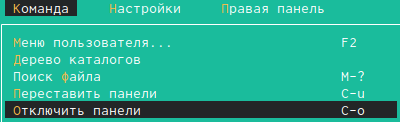 Команда Настройки Правая панель
Меню пользователя... F2
Дерево каталогов
Поиск файла M-?
Переставить панели C-u
Отключить панели C-o